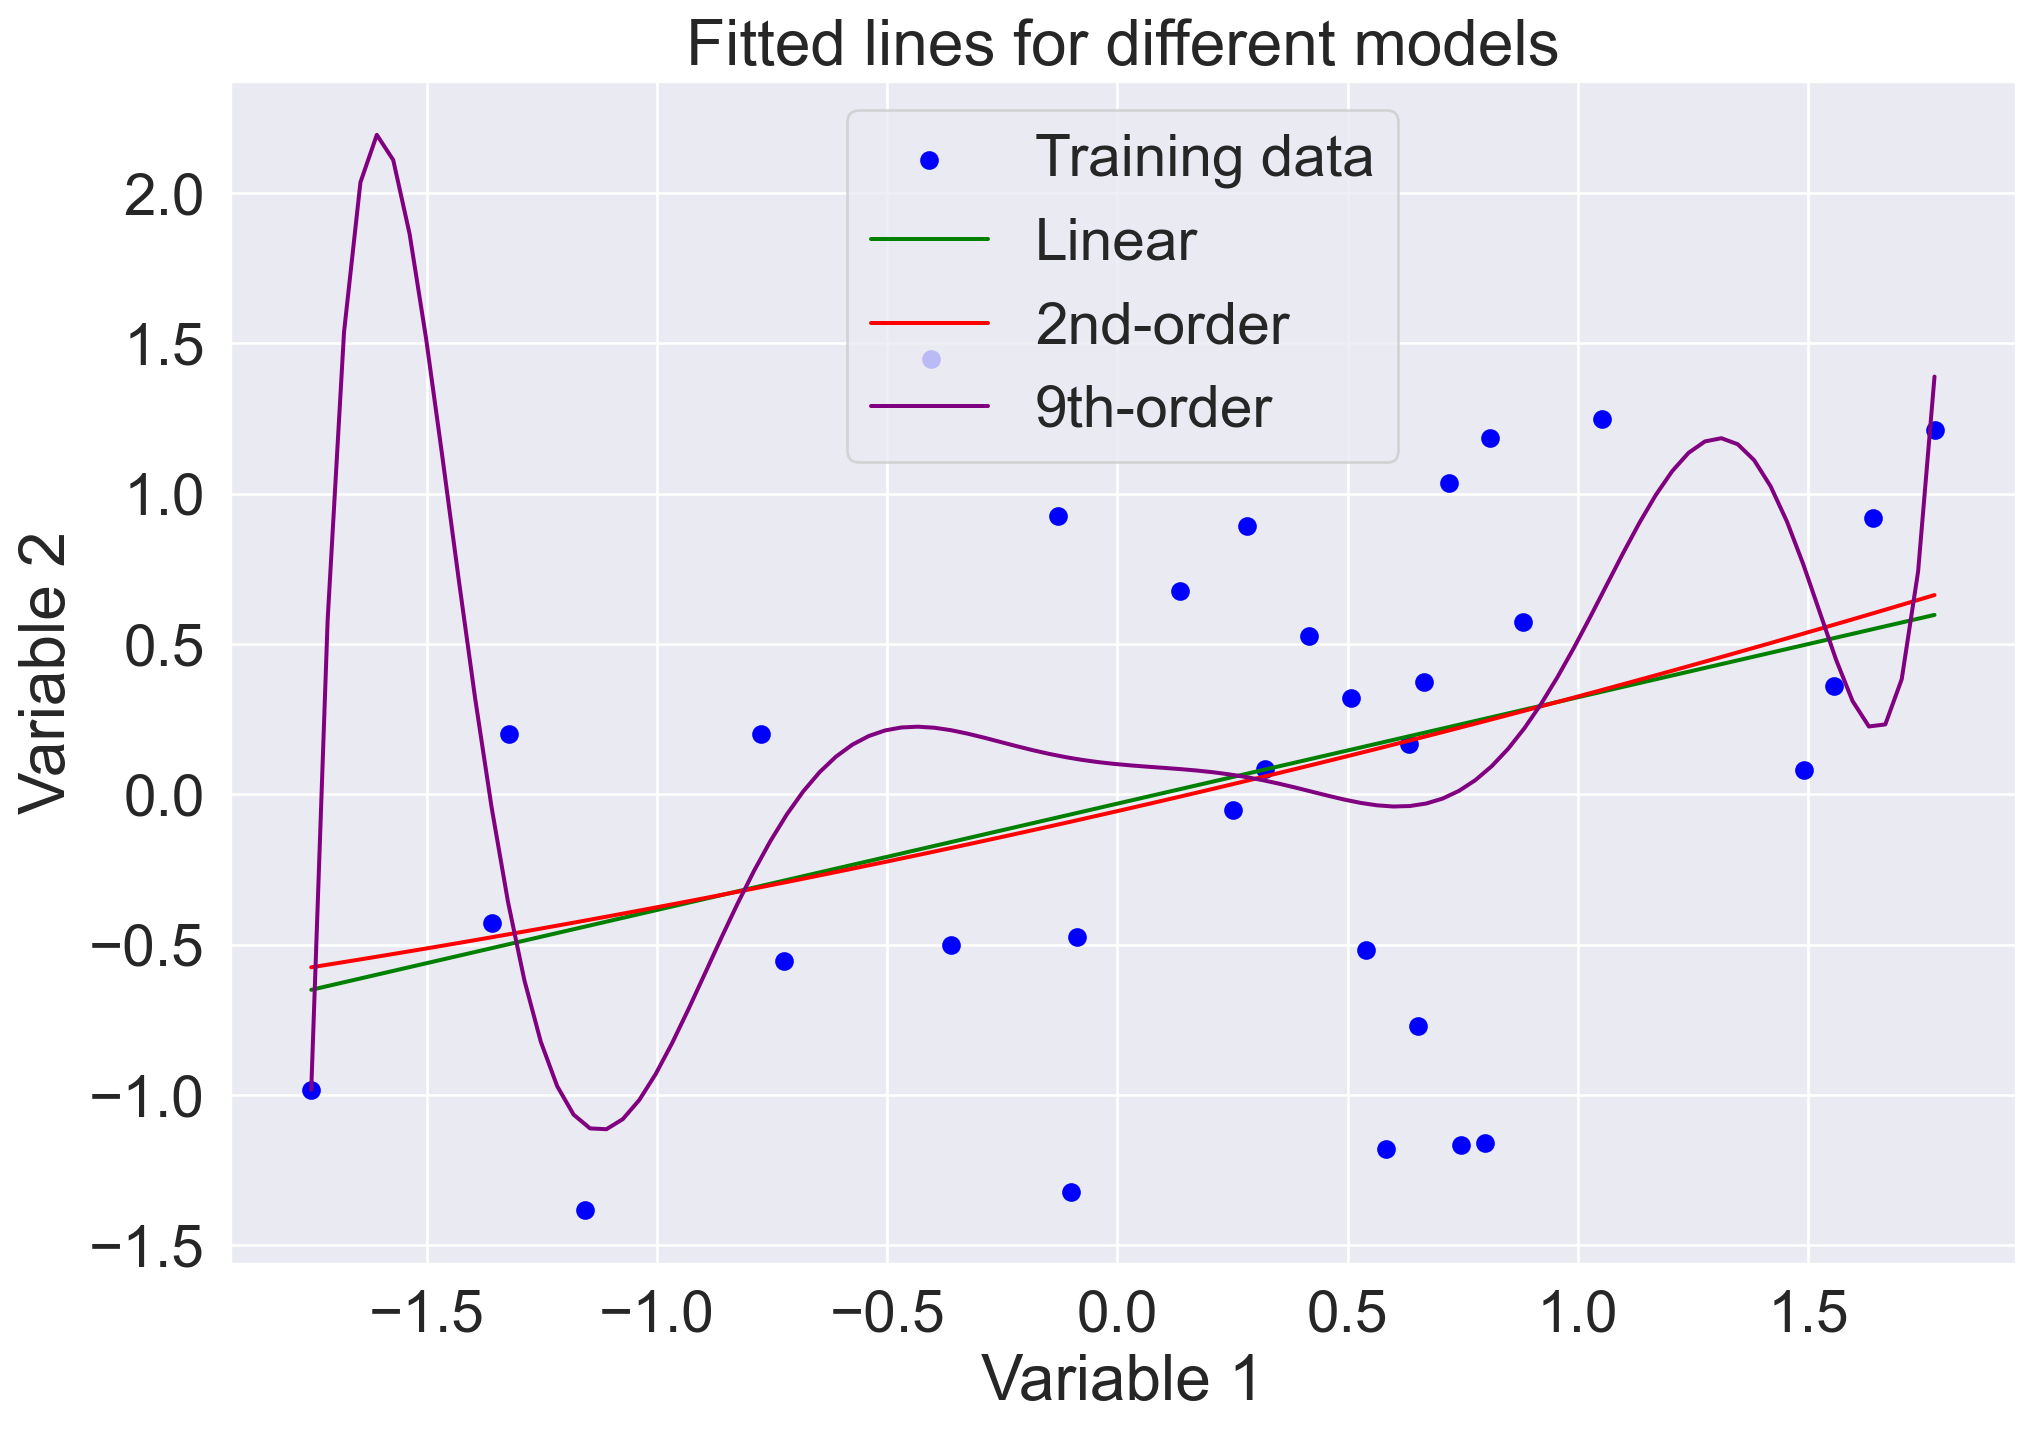 Fitted lines for different models
Training data
Linear
2nd-order
9th-order
2.0
1.5
1.0
0.5
0.0
−0.5
−1.0
−1.5
Variable 2
−1.5 −1.0 −0.5 0.0 0.5 1.0 1.5
Variable 1